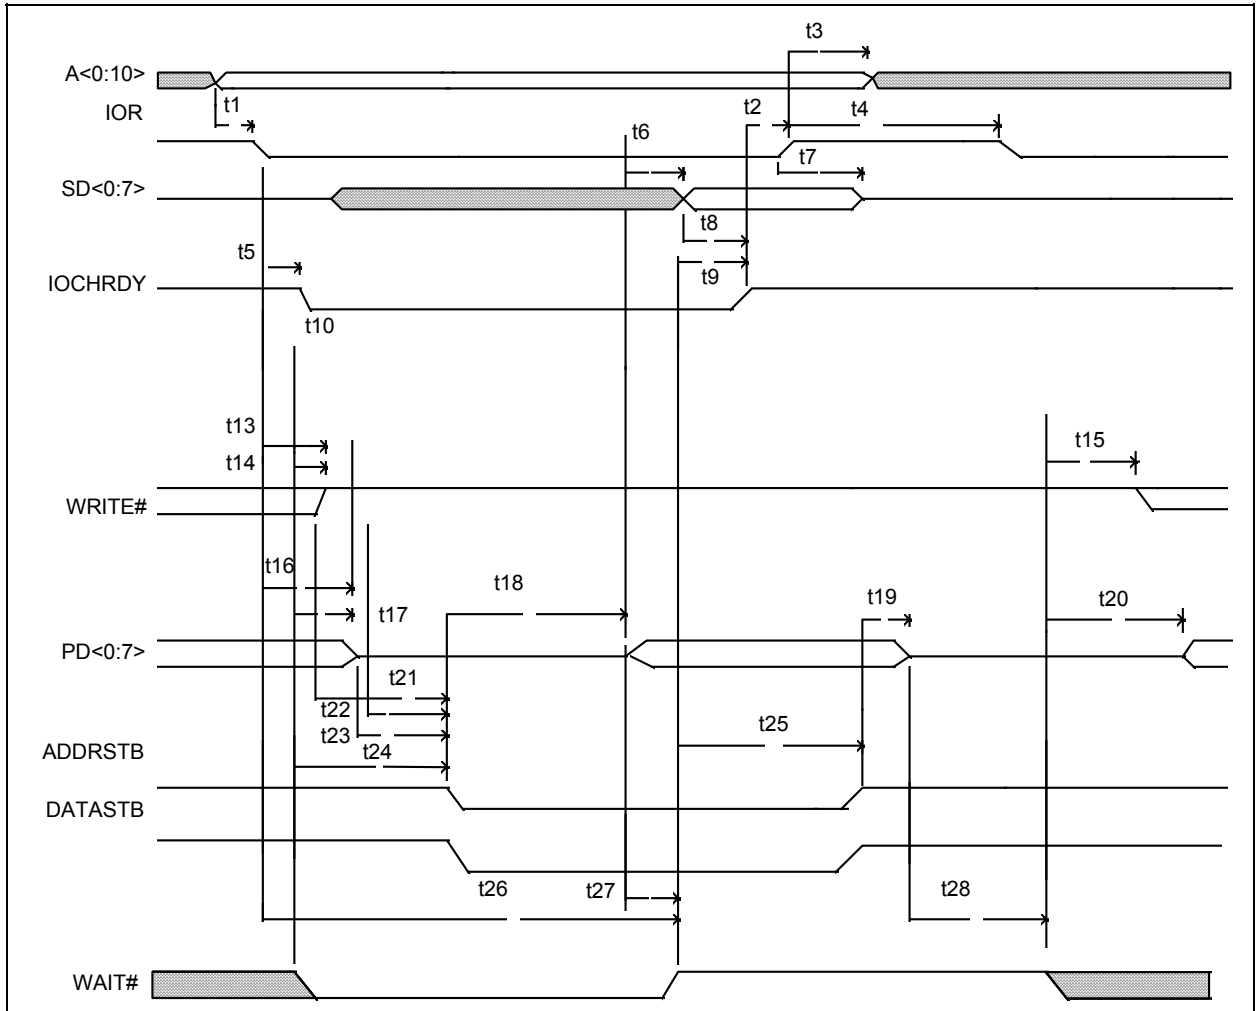 t3
A<0:10>
t1
t2
t4
IOR
t6
t7
SD<0:7>
t8
t5
t9
IOCHRDY
t10
t13
t15
t14
WRITE#
t16
t18
t17
t19
t20
PD<0:7>
t21
t22
t23
t25
t24
ADDRSTB
DATASTB
t26
t27
t28
WAIT#